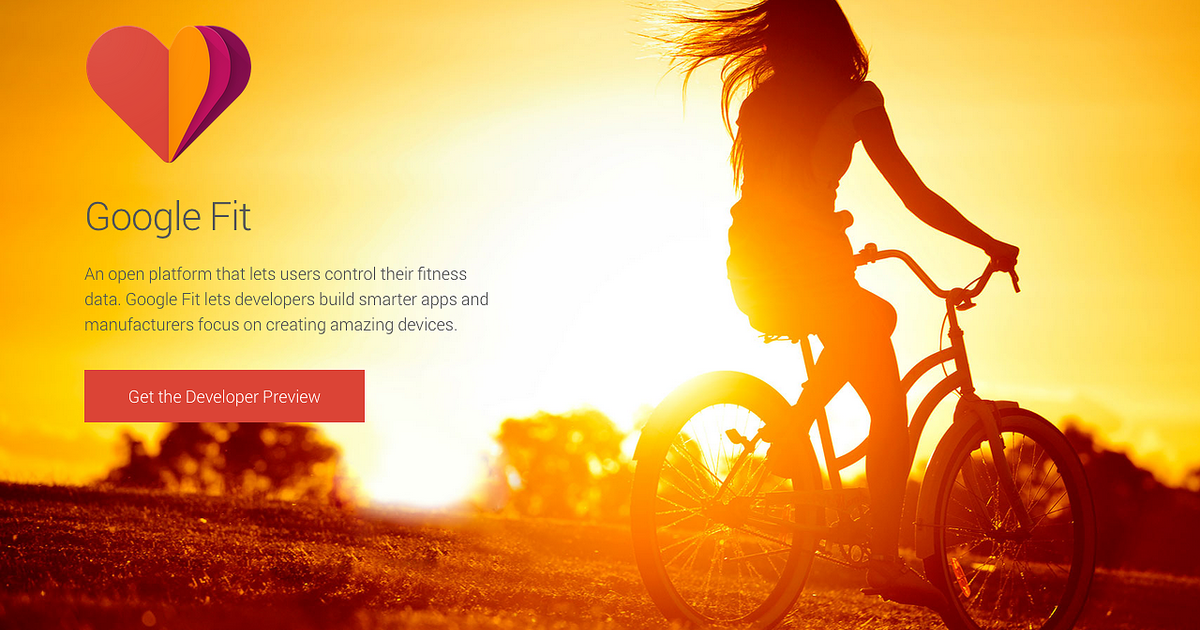 Google Fit
An open platform that lets users control their fitness
data. Google Fit lets developers build smarter apps and
manufacturers focus on creating amazing devices.
Get the Developer Preview